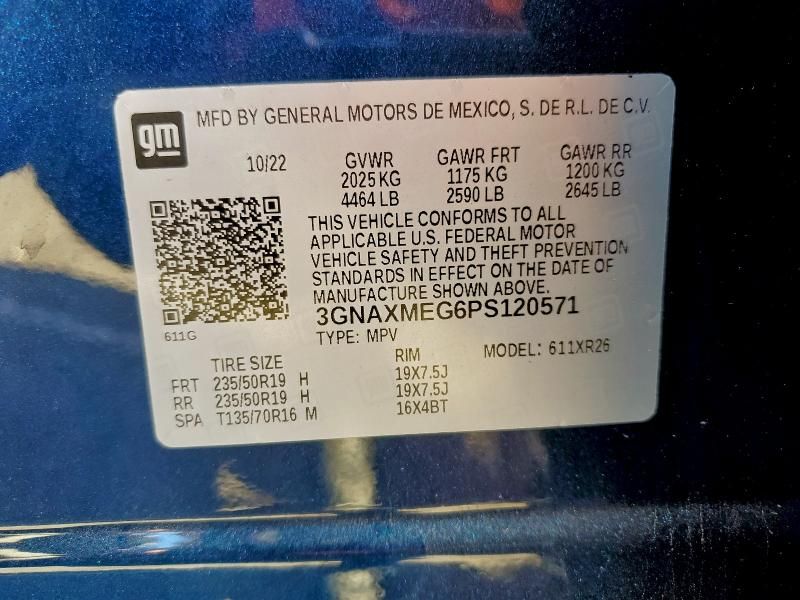 gm
MFD BY GENERAL MOTORS DE MEXICO, S. DE R.L. DE C.V.
10/22 GVWR GAWR FRT GAWR RR
2025 KG 1175 KG 1200 KG
4464 LB 2590 LB 2645 LB
THIS VEHICLE CONFORMS TO ALL
APPLICABLE U.S. FEDERAL MOTOR
VEHICLE SAFETY AND THEFT PREVENTION
STANDARDS IN EFFECT ON THE DATE OF
MANUFACTURE SHOWN ABOVE.
3GNAXMEG6PS120571
611G
TYPE: MPV MODEL: 611XR26
TIRE SIZE RIM
FRT 235/50R19 H 19X7.5J
RR 235/50R19 H 19X7.5J
SPA T135/70R16 M 16X4BT